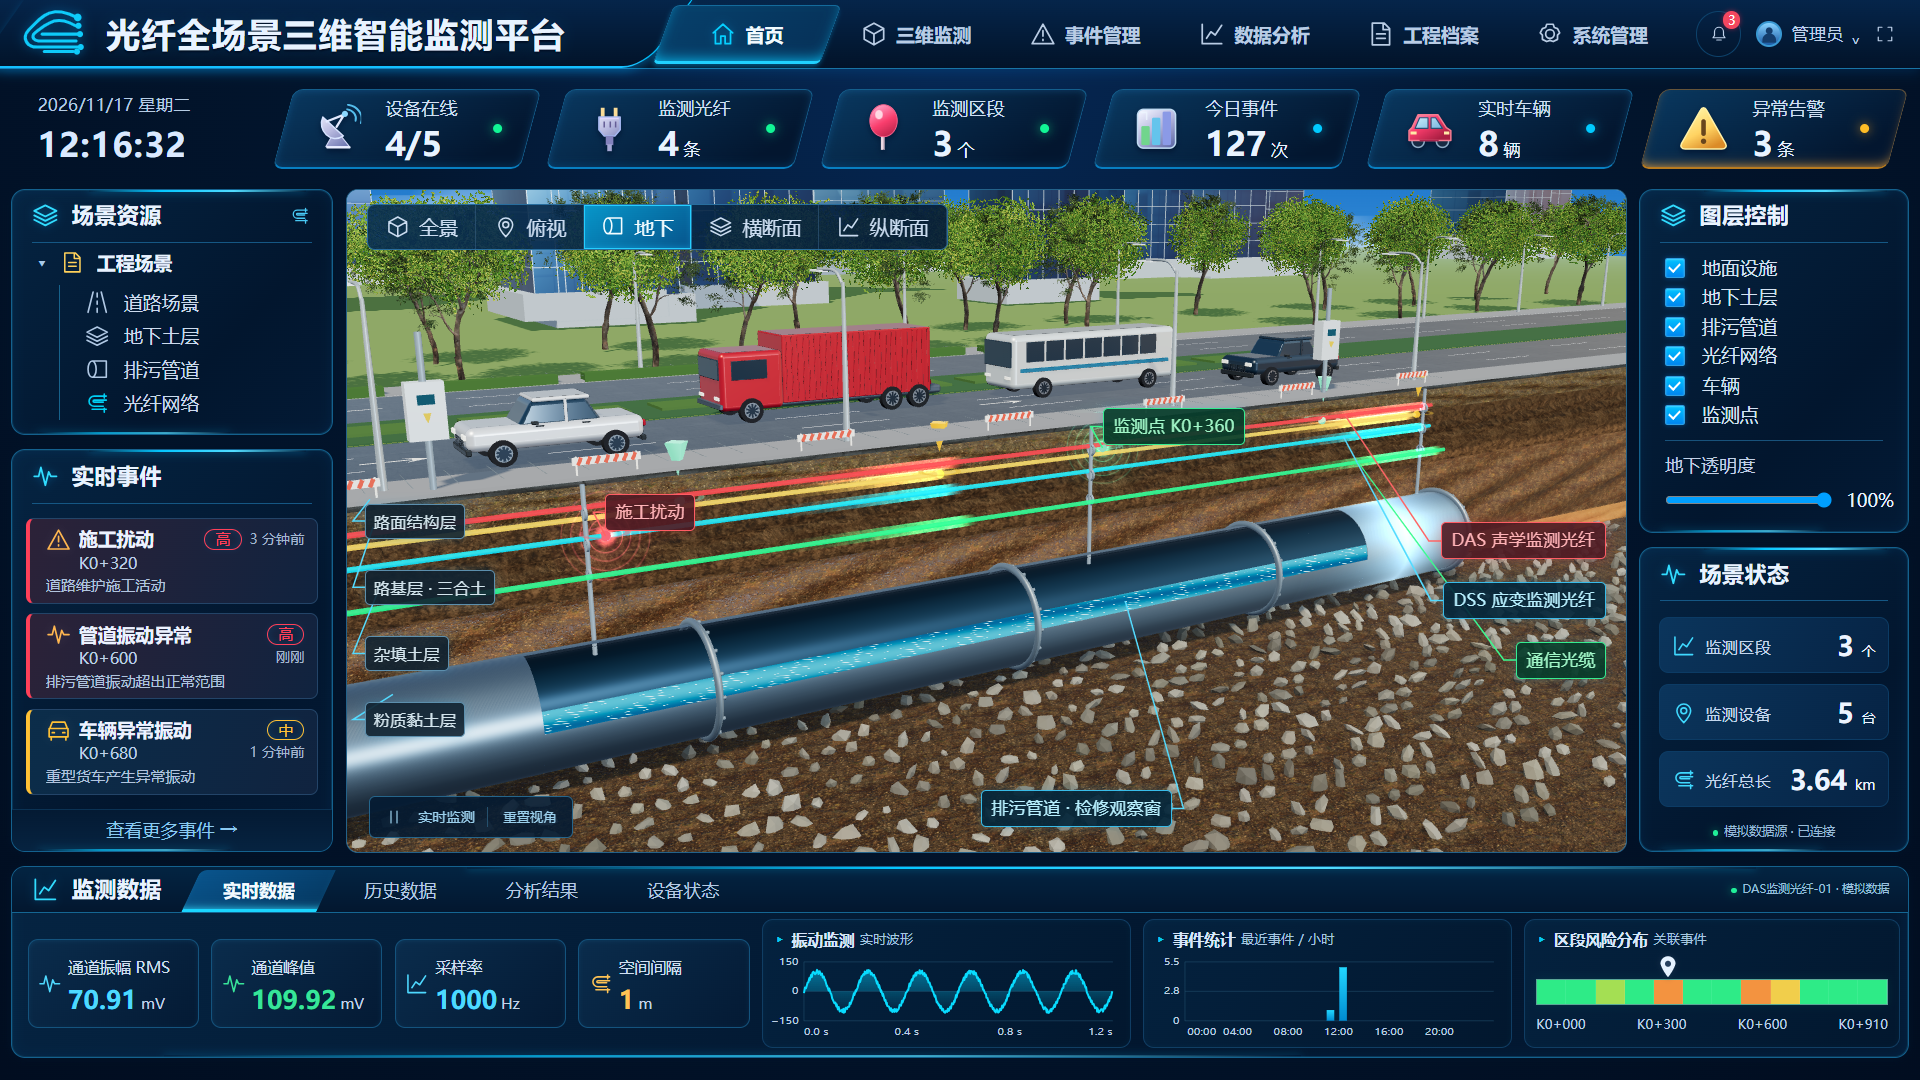 光纤全场景三维智能监测平台
首页
三维监测
事件管理
数据分析
工程档案
系统管理
3
管理员
2026/11/17 星期二
12:16:32
设备在线
4/5
监测光纤
4 条
监测区段
3 个
今日事件
127 次
实时车辆
8 辆
异常告警
3 条
场景资源
工程场景
道路场景
地下土层
排污管道
光纤网络
实时事件
施工扰动
高
3 分钟前
K0+320
道路维护施工活动
管道振动异常
高
K0+600
刚刚
排污管道振动超出正常范围
车辆异常振动
中
K0+680
1 分钟前
重型货车产生异常振动
查看更多事件
全景
俯视
地下
横断面
纵断面
监测点 K0+360
施工扰动
路面结构层
路基层 · 三合土
杂填土层
粉质黏土层
DAS 声学监测光纤
DSS 应变监测光纤
通信光缆
排污管道 · 检修观察窗
实时监测
重置视角
图层控制
地面设施
地下土层
排污管道
光纤网络
车辆
监测点
地下透明度
100%
场景状态
监测区段
3 个
监测设备
5 台
光纤总长
3.64 km
模拟数据源 · 已连接
监测数据
实时数据
历史数据
分析结果
设备状态
DAS监测光纤-01 · 模拟数据
通道振幅 RMS
70.91 mV
通道峰值
109.92 mV
采样率
1000 Hz
空间间隔
1 m
振动监测 实时波形
150
0
−150
0.0 s
0.4 s
0.8 s
1.2 s
事件统计 最近事件 / 小时
5.5
2.8
0
00:00
04:00
08:00
12:00
16:00
20:00
区段风险分布 关联事件
K0+000
K0+300
K0+600
K0+910